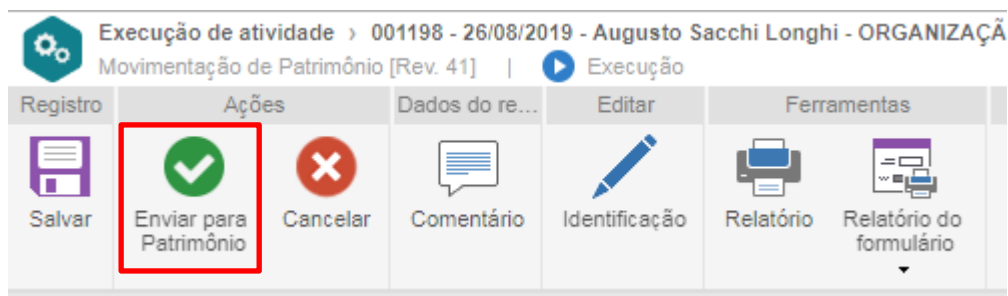 Execução de atividade › 001198 - 26/08/2019 - Augusto Sacchi Longhi - ORGANIZAÇÃ
Movimentação de Patrimônio [Rev. 41] | Execução
Registro Ações Dados do re... Editar Ferramentas
Salvar Enviar para Patrimônio Cancelar Comentário Identificação Relatório Relatório do formulário